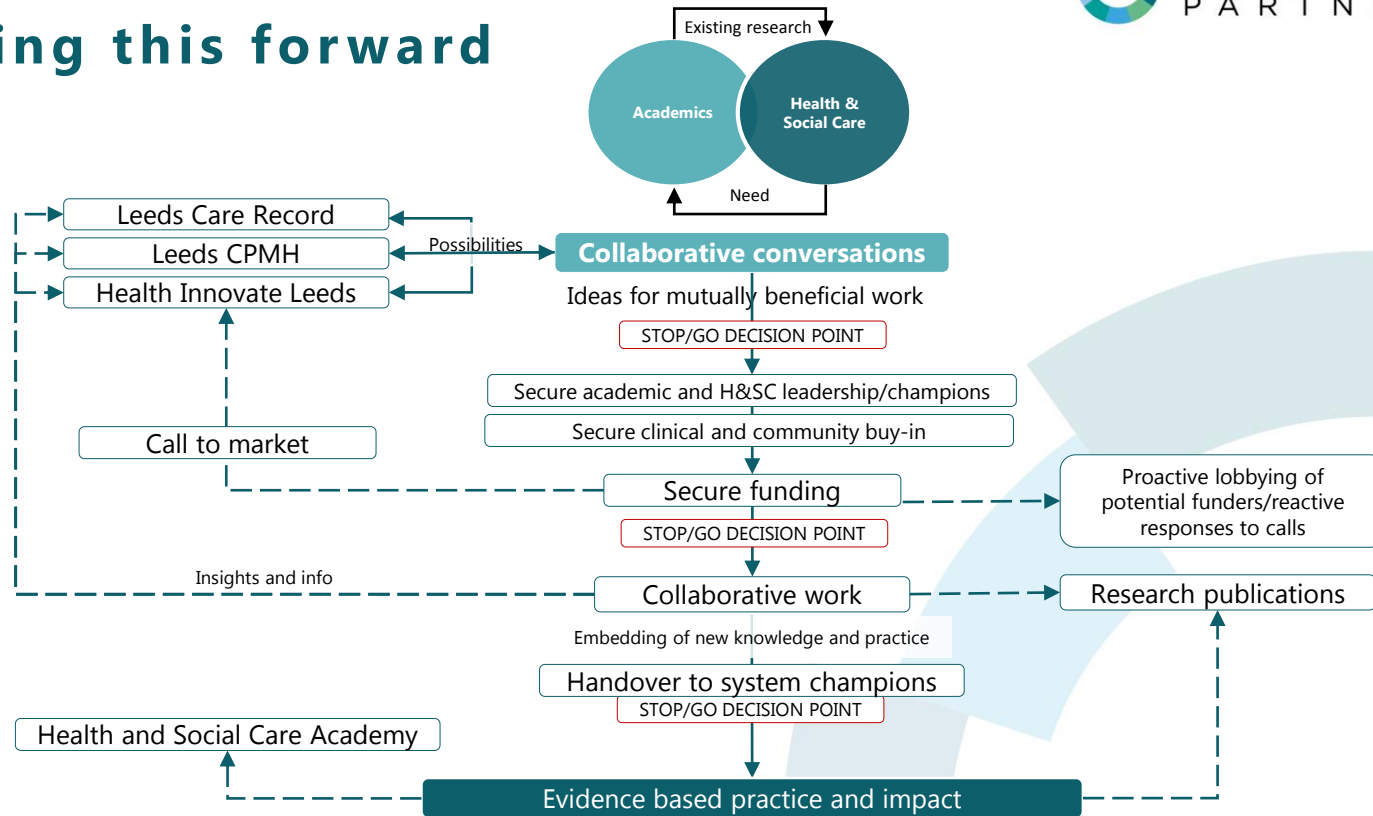 ing this forward
PARTN
Existing research
Academics
Health &
Social Care
Need
Leeds Care Record
Leeds CPMH
Health Innovate Leeds
Possibilities
Collaborative conversations
Ideas for mutually beneficial work
STOP/GO DECISION POINT
Secure academic and H&SC leadership/champions
Secure clinical and community buy-in
Call to market
Secure funding
Proactive lobbying of
potential funders/reactive
responses to calls
STOP/GO DECISION POINT
Insights and info
Collaborative work
Research publications
Embedding of new knowledge and practice
Handover to system champions
STOP/GO DECISION POINT
Health and Social Care Academy
Evidence based practice and impact